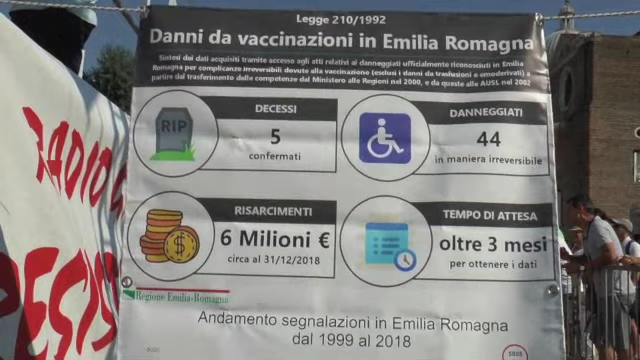 Legge 210/1992
Danni da vaccinazioni in Emilia Romagna
Sintesi dei dati acquisiti tramite accesso agli atti relativi ai danneggiati ufficialmente riconosciuti in Emilia
Romagna per complicanze irreversibili dovute alla vaccinazione (esclusi i danni da trasfusioni e emoderivati) a
partire dal trasferimento delle competenze dal Ministero alle Regioni nel 2000, e da queste alle AUSL nel 2002
DECESSI
5
confermati
DANNEGGIATI
44
in maniera irreversibile
RIP
RISARCIMENTI
6 Milioni €
circa al 31/12/2018
TEMPO DI ATTESA
oltre 3 mesi
per ottenere i dati
$
Regione Emilia-Romagna
Andamento segnalazioni in Emilia Romagna
dal 1999 al 2018
RADIO
RESIST